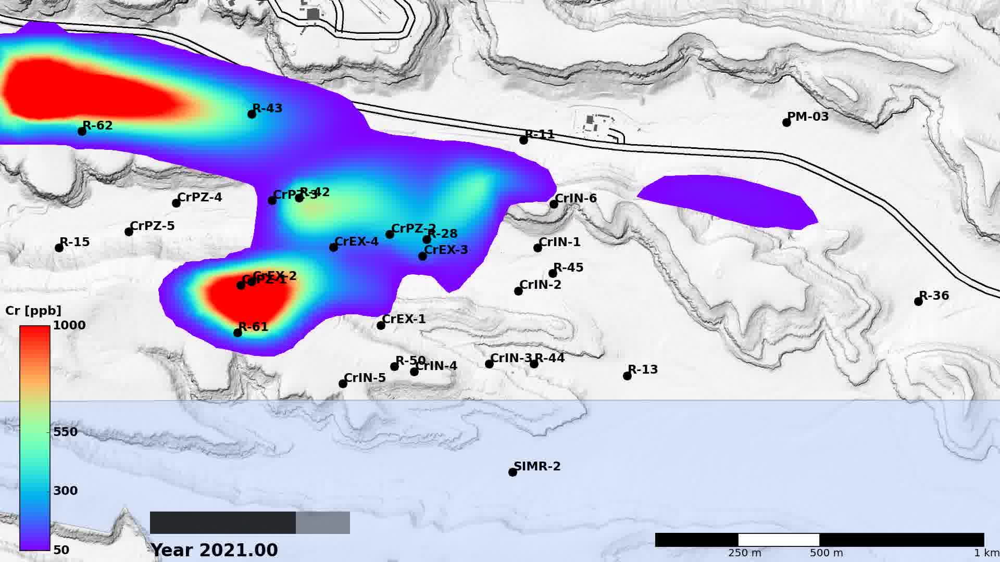 R-43
R-62
PM-03
R-11
CrPZ-3
R-42
CrPZ-4
CrIN-6
CrPZ-5
CrPZ-2
R-28
R-15
CrEX-4
CrIN-1
CrEX-3
R-45
CrEX-2
CrPZ-1
CrIN-2
R-36
Cr [ppb]
1000
CrEX-1
R-61
R-50
CrIN-4
CrIN-3
R-44
R-13
CrIN-5
550
SIMR-2
300
50
Year 2021.00
250 m
500 m
1 km